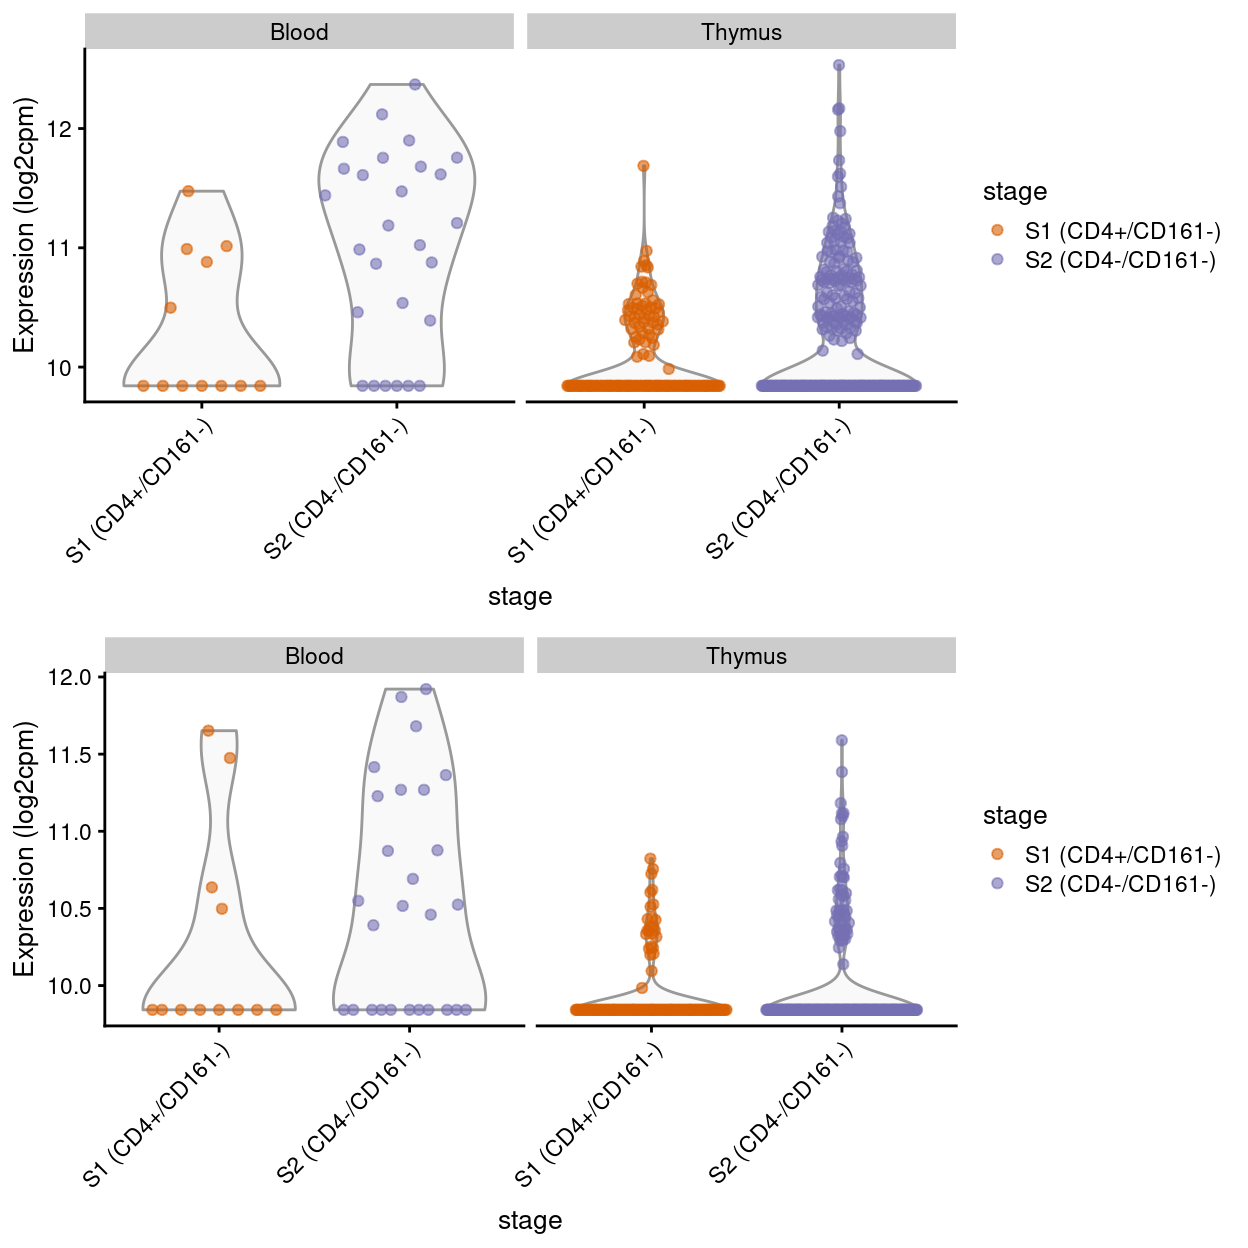 Blood
Thymus
Expression (log2cpm)
12
11
10
S1 (CD4+/CD161-)
S2 (CD4-/CD161-)
S1 (CD4+/CD161-)
S2 (CD4-/CD161-)
stage
stage
S1 (CD4+/CD161-)
S2 (CD4-/CD161-)
Blood
Thymus
Expression (log2cpm)
12.0
11.5
11.0
10.5
10.0
S1 (CD4+/CD161-)
S2 (CD4-/CD161-)
S1 (CD4+/CD161-)
S2 (CD4-/CD161-)
stage
stage
S1 (CD4+/CD161-)
S2 (CD4-/CD161-)